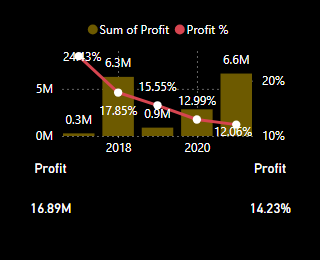 Sum of Profit Profit %
24.43% 6.3M 6.6M
5M 15.55% 12.99% 20%
17.85% 0.9M
0.3M 12.06%
0M 10%
2018 2020
Profit Profit
16.89M 14.23%